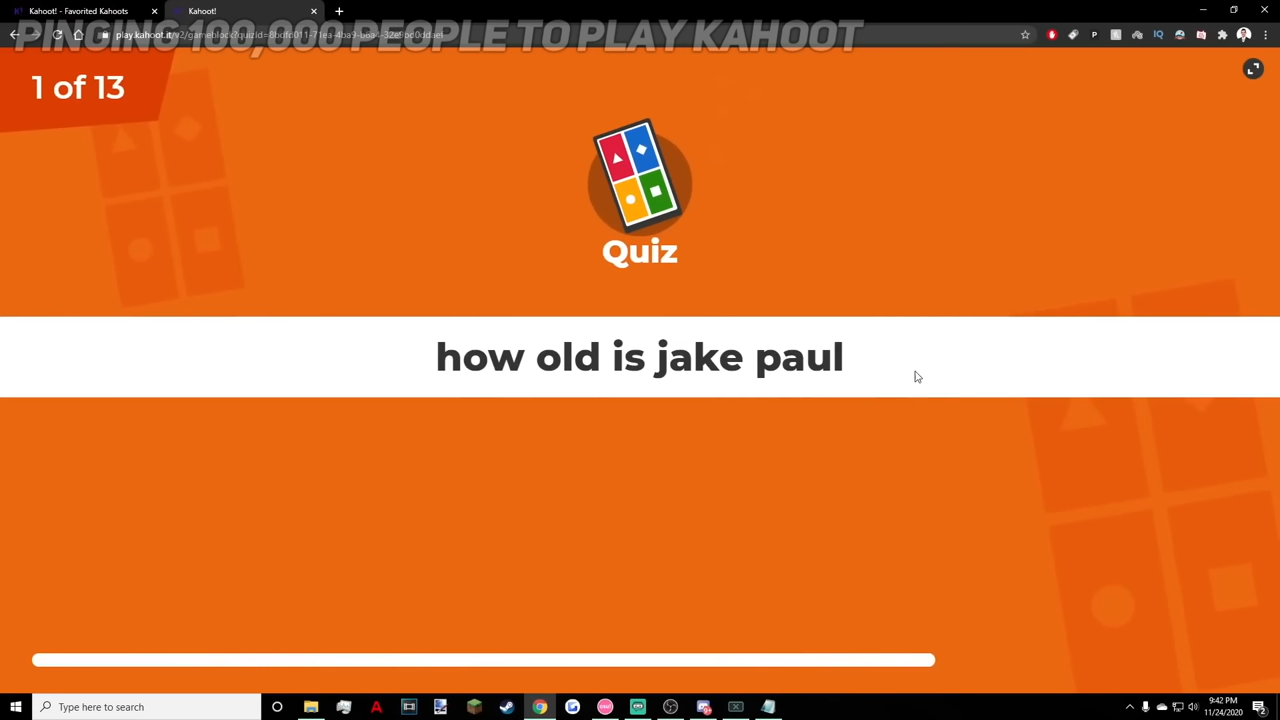 Kahoot! - Favorited Kahoots
Kahoot!
PINGING 100,000 PEOPLE TO PLAY KAHOOT
1 of 13
Quiz
how old is jake paul
Type here to search
9:42 PM
11/24/2020